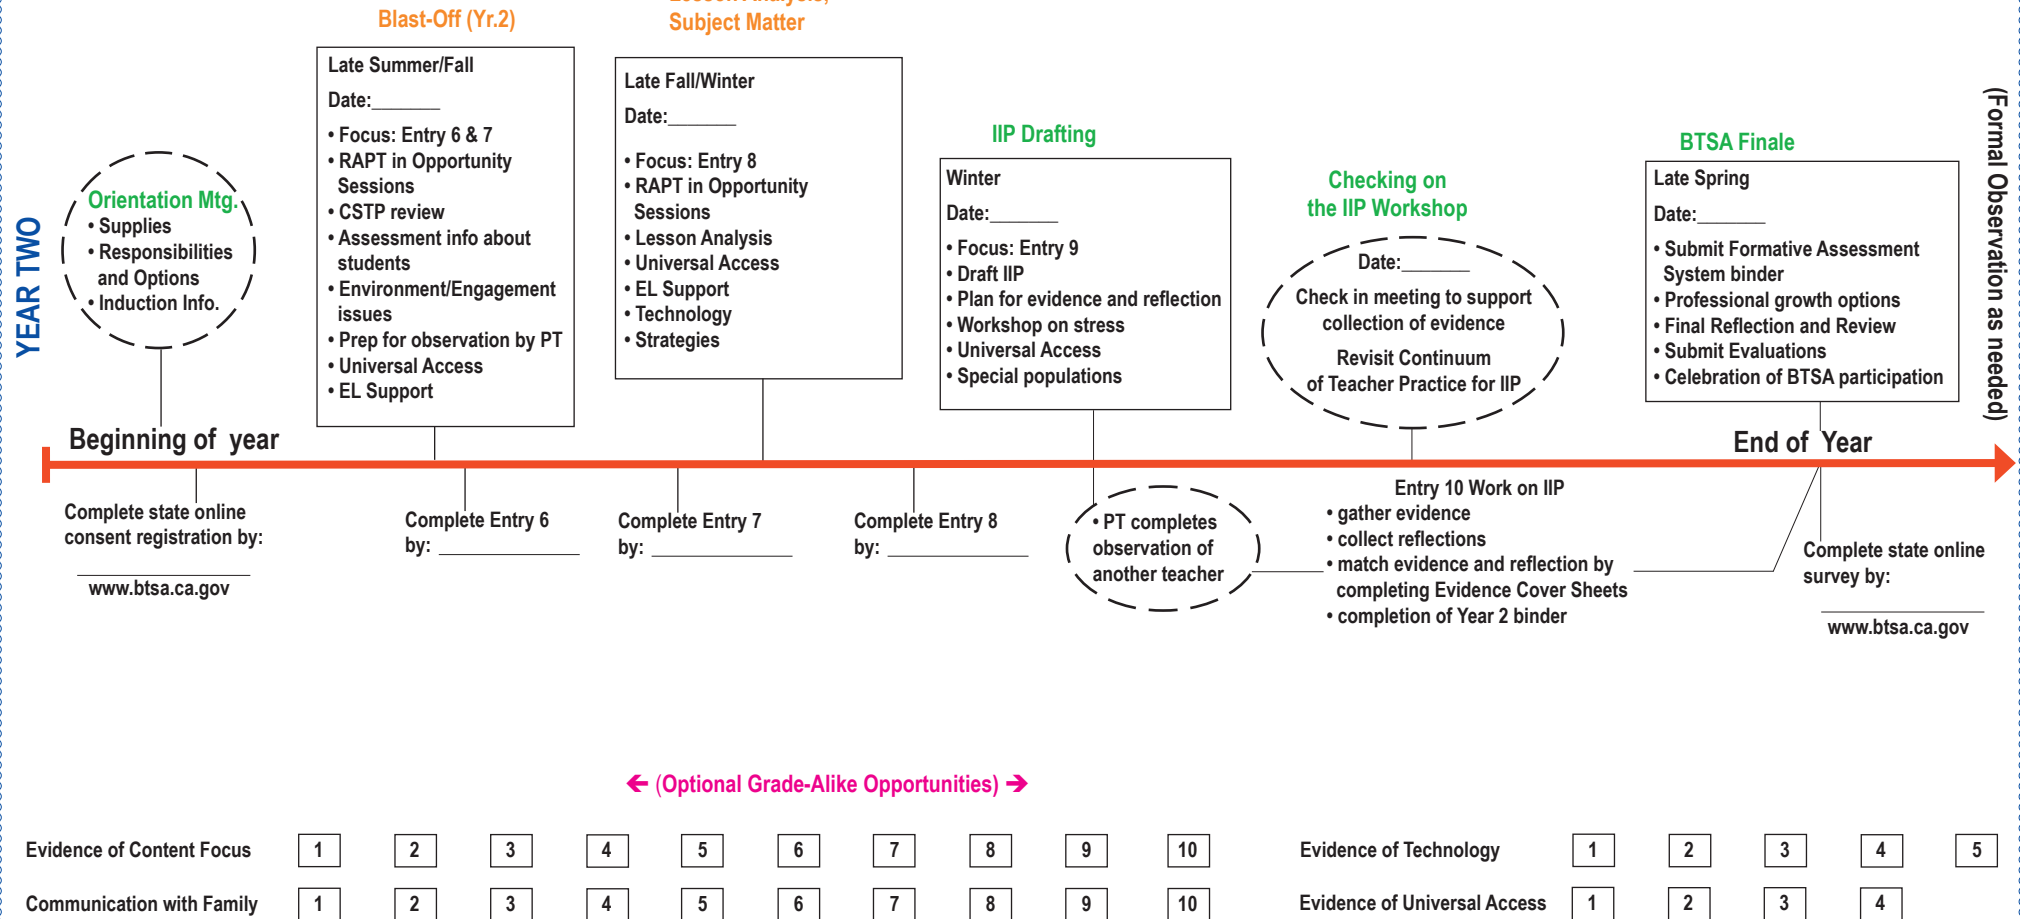 Blast-Off (Yr.2)
Lesson Analysis,
Subject Matter
YEAR TWO
Orientation Mtg.
• Supplies
• Responsibilities
and Options
• Induction Info.
Late Summer/Fall
Date:_______
• Focus: Entry 6 & 7
• RAPT in Opportunity
Sessions
• CSTP review
• Assessment info about
students
• Environment/Engagement
issues
• Prep for observation by PT
• Universal Access
• EL Support
Late Fall/Winter
Date:_______
• Focus: Entry 8
• RAPT in Opportunity
Sessions
• Lesson Analysis
• Universal Access
• EL Support
• Technology
• Strategies
IIP Drafting
Winter
Date:_______
• Focus: Entry 9
• Draft IIP
• Plan for evidence and reflection
• Workshop on stress
• Universal Access
• Special populations
Checking on
the IIP Workshop
Date:_______
Check in meeting to support
collection of evidence
Revisit Continuum
of Teacher Practice for IIP
BTSA Finale
Late Spring
Date:_______
• Submit Formative Assessment
System binder
• Professional growth options
• Final Reflection and Review
• Submit Evaluations
• Celebration of BTSA participation
(Formal Observation as needed)
Beginning of year
End of Year
Complete state online
consent registration by:
www.btsa.ca.gov
Complete Entry 6
by: _______________
Complete Entry 7
by: _______________
Complete Entry 8
by: _______________
• PT completes
observation of
another teacher
Entry 10 Work on IIP
• gather evidence
• collect reflections
• match evidence and reflection by
completing Evidence Cover Sheets
• completion of Year 2 binder
Complete state online
survey by:
www.btsa.ca.gov
← (Optional Grade-Alike Opportunities) →
Evidence of Content Focus 1 2 3 4 5 6 7 8 9 10
Evidence of Technology 1 2 3 4 5
Communication with Family 1 2 3 4 5 6 7 8 9 10
Evidence of Universal Access 1 2 3 4